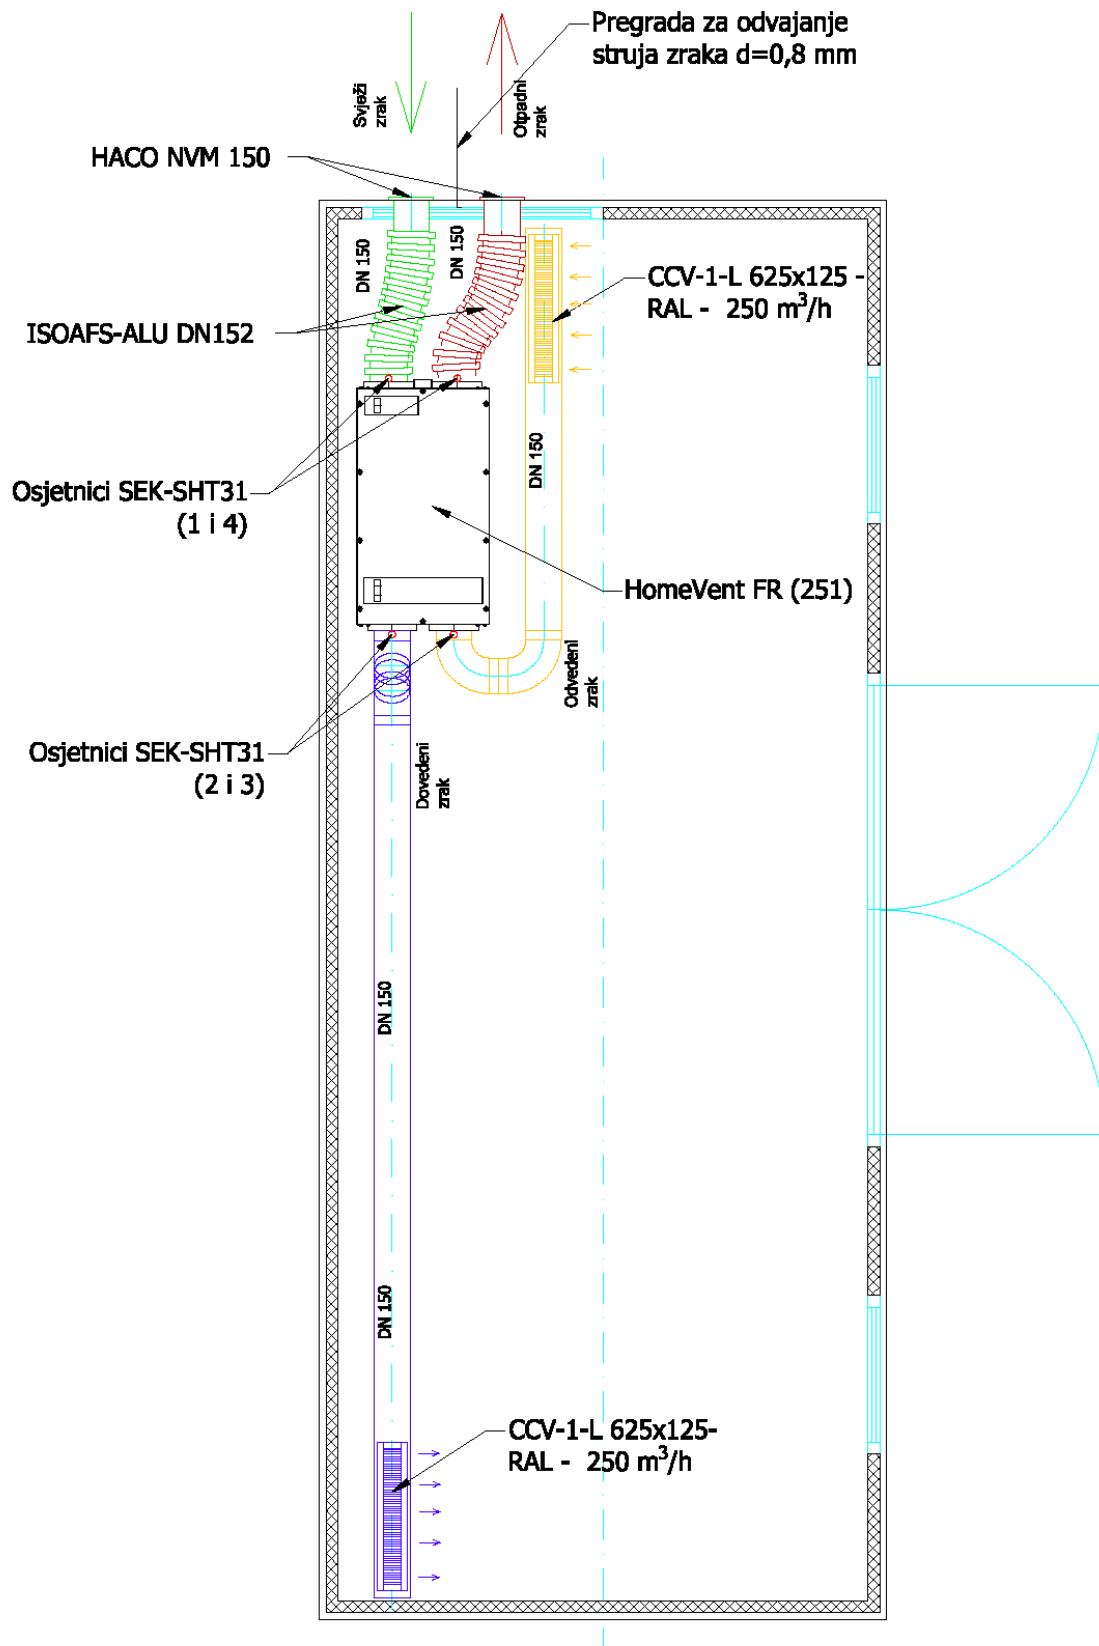 Pregrada za odvajanje
struja zraka d=0,8 mm
Svježi
zrak
Otpadni
zrak
HACO NVM 150
DN 150
DN 150
CCV-1-L 625x125 -
RAL - 250 m³/h
ISOAFS-ALU DN152
DN 150
Osjetnici SEK-SHT31
(1 i 4)
HomeVent FR (251)
Odvedeni
zrak
Osjetnici SEK-SHT31
(2 i 3)
Dovedeni
zrak
DN 150
DN 150
CCV-1-L 625x125-
RAL - 250 m³/h